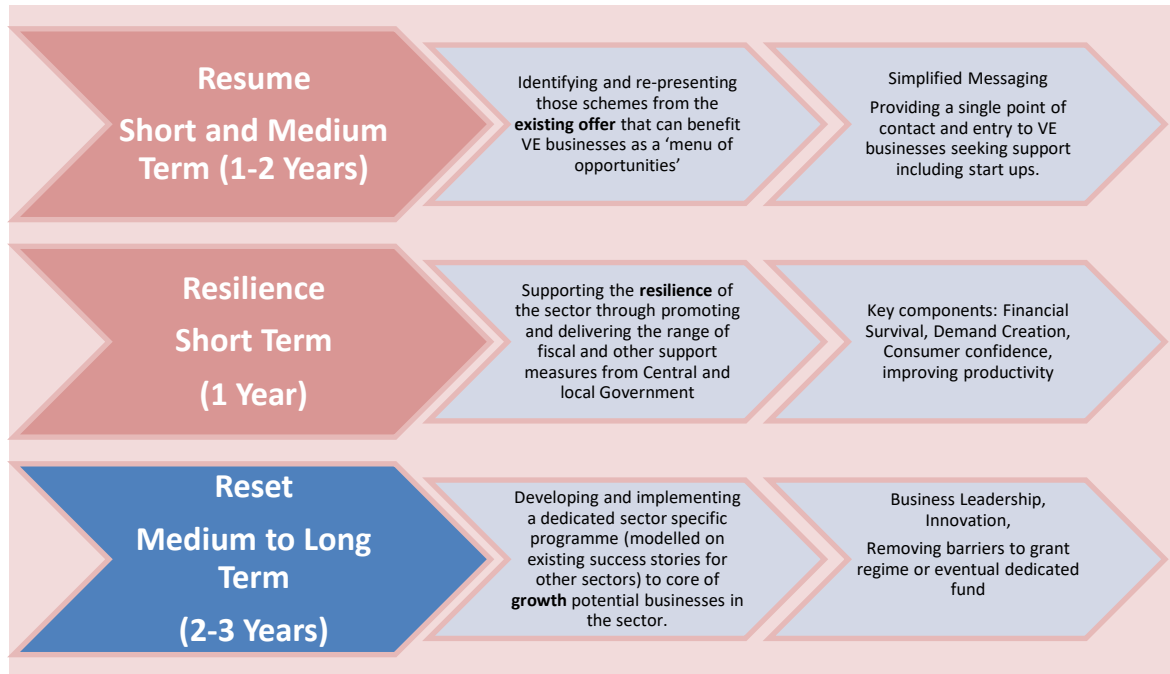 Resume
Short and Medium
Term (1-2 Years)
Identifying and re-presenting
those schemes from the
existing offer that can benefit
VE businesses as a ‘menu of
opportunities’
Simplified Messaging
Providing a single point of
contact and entry to VE
businesses seeking support
including start ups.
Resilience
Short Term
(1 Year)
Supporting the resilience of
the sector through promoting
and delivering the range of
fiscal and other support
measures from Central and
local Government
Key components: Financial
Survival, Demand Creation,
Consumer confidence,
improving productivity
Reset
Medium to Long
Term
(2-3 Years)
Developing and implementing
a dedicated sector specific
programme (modelled on
existing success stories for
other sectors) to core of
growth potential businesses in
the sector.
Business Leadership,
Innovation,
Removing barriers to grant
regime or eventual dedicated
fund